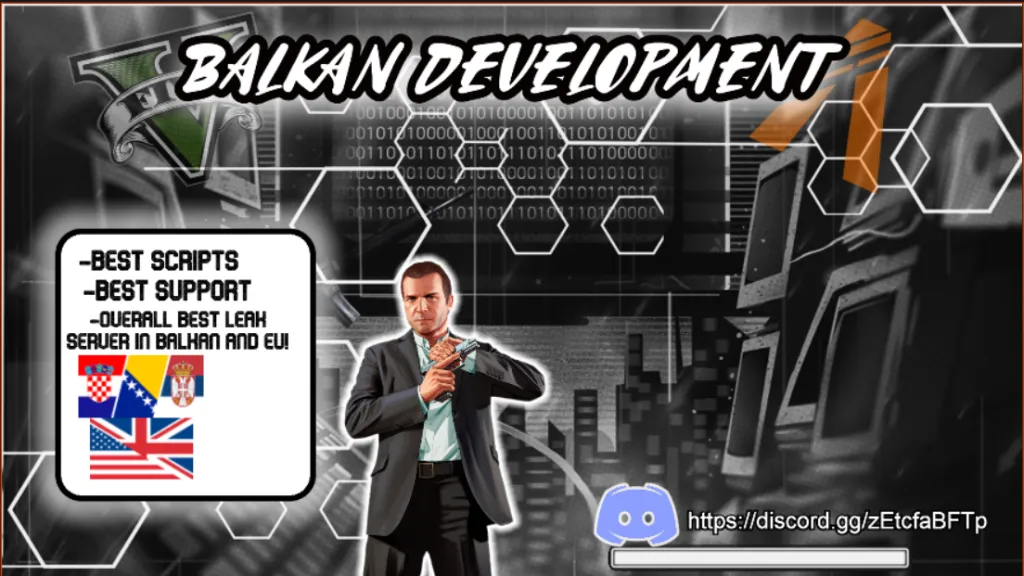 BALKAN DEVELOPMENT
-BEST SCRIPTS
-BEST SUPPORT
-OVERALL BEST LEAK
SERVER IN BALKAN AND EU!
https://discord.gg/zEtcfaBFTp